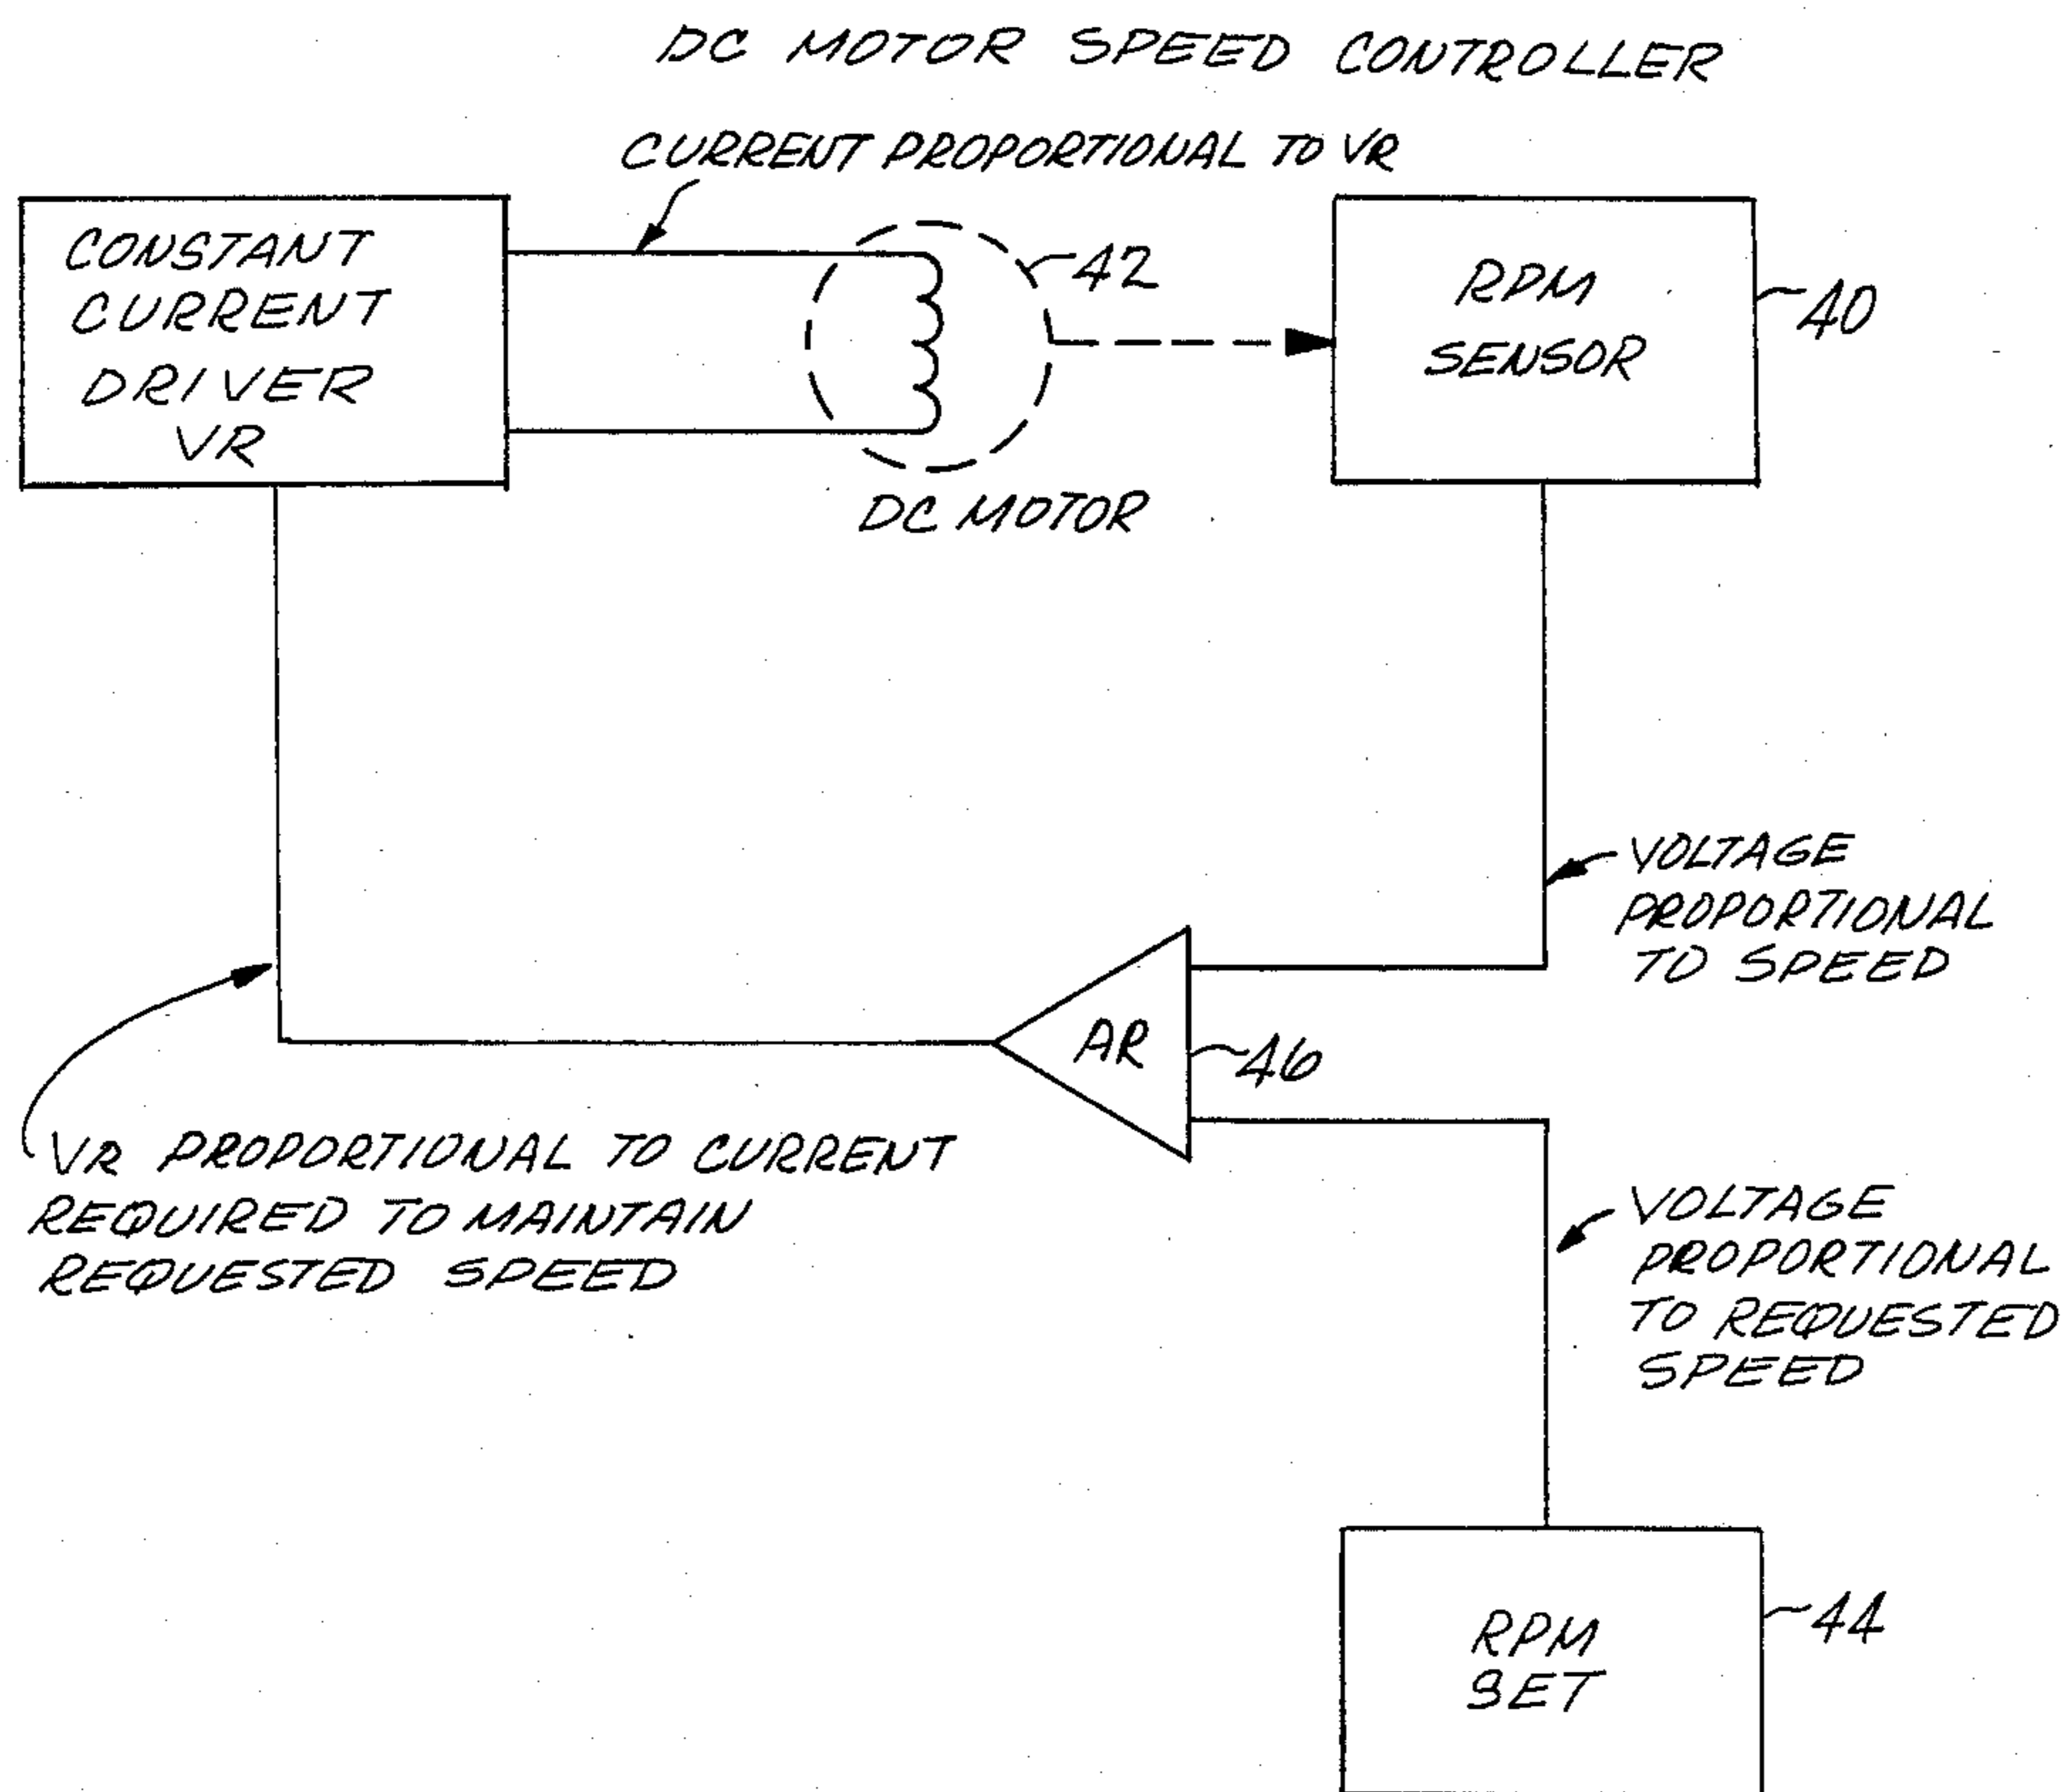 DC MOTOR SPEED CONTROLLER
CURRENT PROPORTIONAL TO VR
CONSTANT
CURRENT
DRIVER
VR
42
DC MOTOR
RPM
SENSOR
40
VOLTAGE
PROPORTIONAL
TO SPEED
AR
46
VR PROPORTIONAL TO CURRENT
REQUIRED TO MAINTAIN
REQUESTED SPEED
VOLTAGE
PROPORTIONAL
TO REQUESTED
SPEED
RPM
SET
44